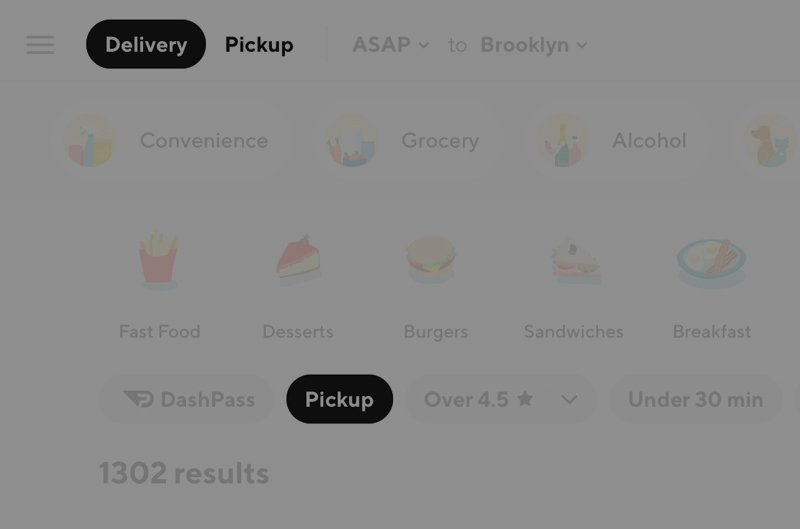 Delivery Pickup ASAP to Brooklyn
Convenience Grocery Alcohol
Fast Food Desserts Burgers Sandwiches Breakfast
DashPass Pickup Over 4.5 ★ Under 30 min
1302 results